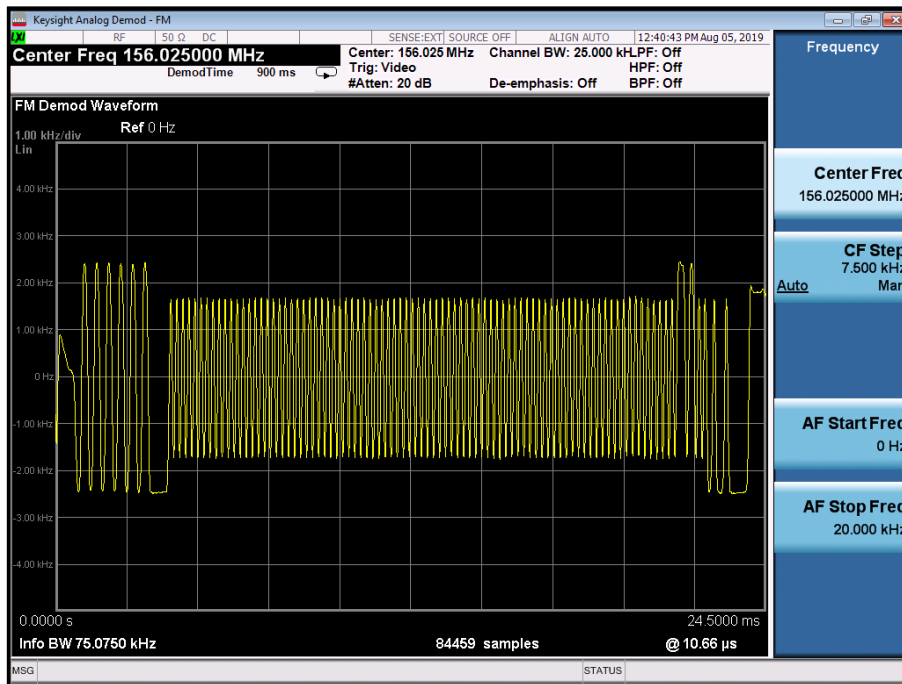 Keysight Analog Demod - FM
LXI RF 50 Ω DC SENSE:EXT SOURCE OFF ALIGN AUTO 12:40:43 PM Aug 05, 2019
Center Freq 156.025000 MHz
DemodTime 900 ms
Center: 156.025 MHz Channel BW: 25.000 kHLPF: Off
Trig: Video HPF: Off
#Atten: 20 dB De-emphasis: Off BPF: Off
FM Demod Waveform
1.00 kHz/div Ref 0 Hz
Lin
4.00 kHz
3.00 kHz
2.00 kHz
1.00 kHz
0 Hz
-1.00 kHz
-2.00 kHz
-3.00 kHz
-4.00 kHz
0.0000 s 24.5000 ms
Info BW 75.0750 kHz 84459 samples @ 10.66 µs
MSG STATUS
Frequency
Center Freq
156.025000 MHz
CF Step
7.500 kHz
Auto Man
AF Start Freq
0 Hz
AF Stop Freq
20.000 kHz